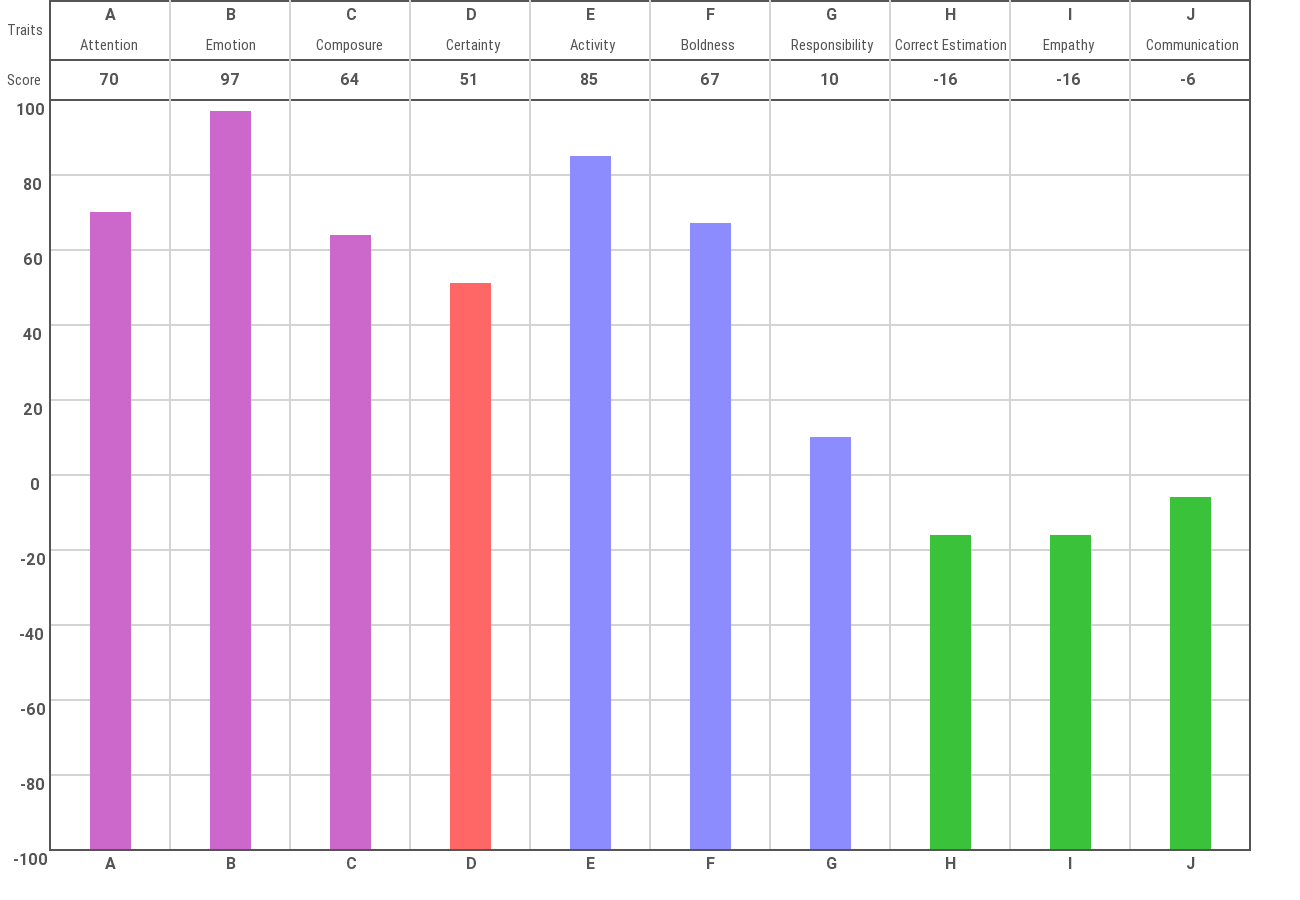 Traits A B C D E F G H I J
Attention Emotion Composure Certainty Activity Boldness Responsibility Correct Estimation Empathy Communication
Score 70 97 64 51 85 67 10 -16 -16 -6
100
80
60
40
20
0
-20
-40
-60
-80
-100
A B C D E F G H I J